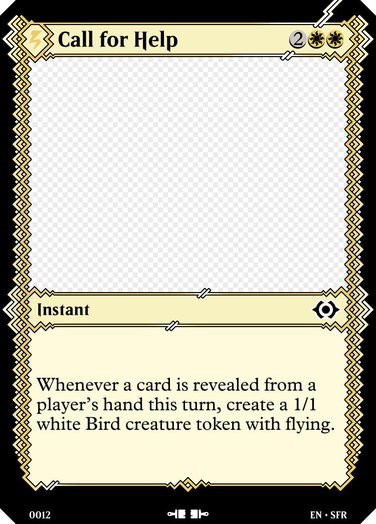 Call for Help 2
Instant
Whenever a card is revealed from a
player's hand this turn, create a 1/1
white Bird creature token with flying.
0012 EN • SFR